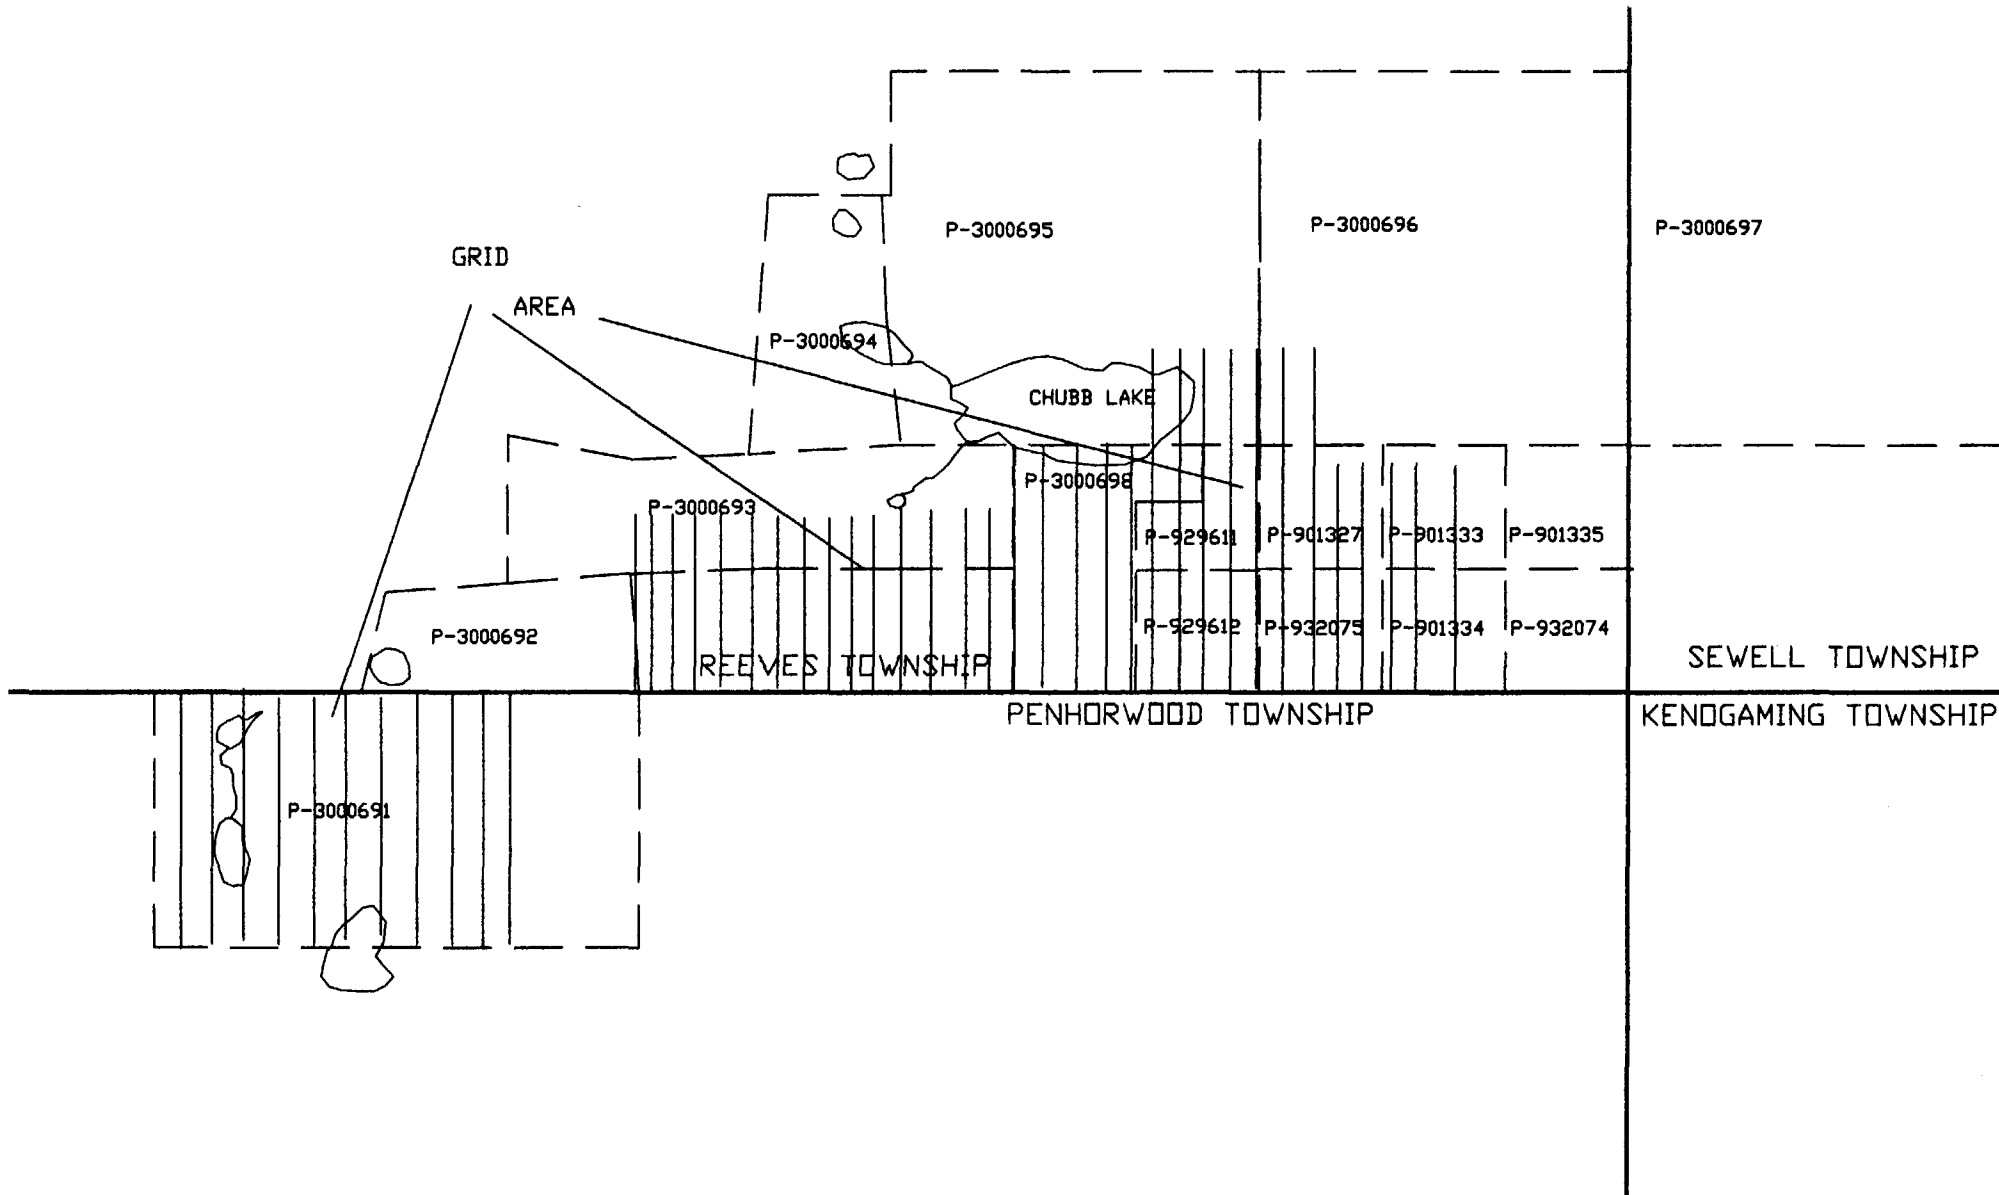 P-3000695
P-3000696
P-3000697
GRID
AREA
P-3000694
CHUBB LAKE
P-3000698
P-3000693
P-929611
P-901327
P-901333
P-901335
P-3000692
P-929612
P-932075
P-901334
P-932074
REEVES TOWNSHIP
SEWELL TOWNSHIP
PENHORWOOD TOWNSHIP
KENOGAMING TOWNSHIP
P-3000691